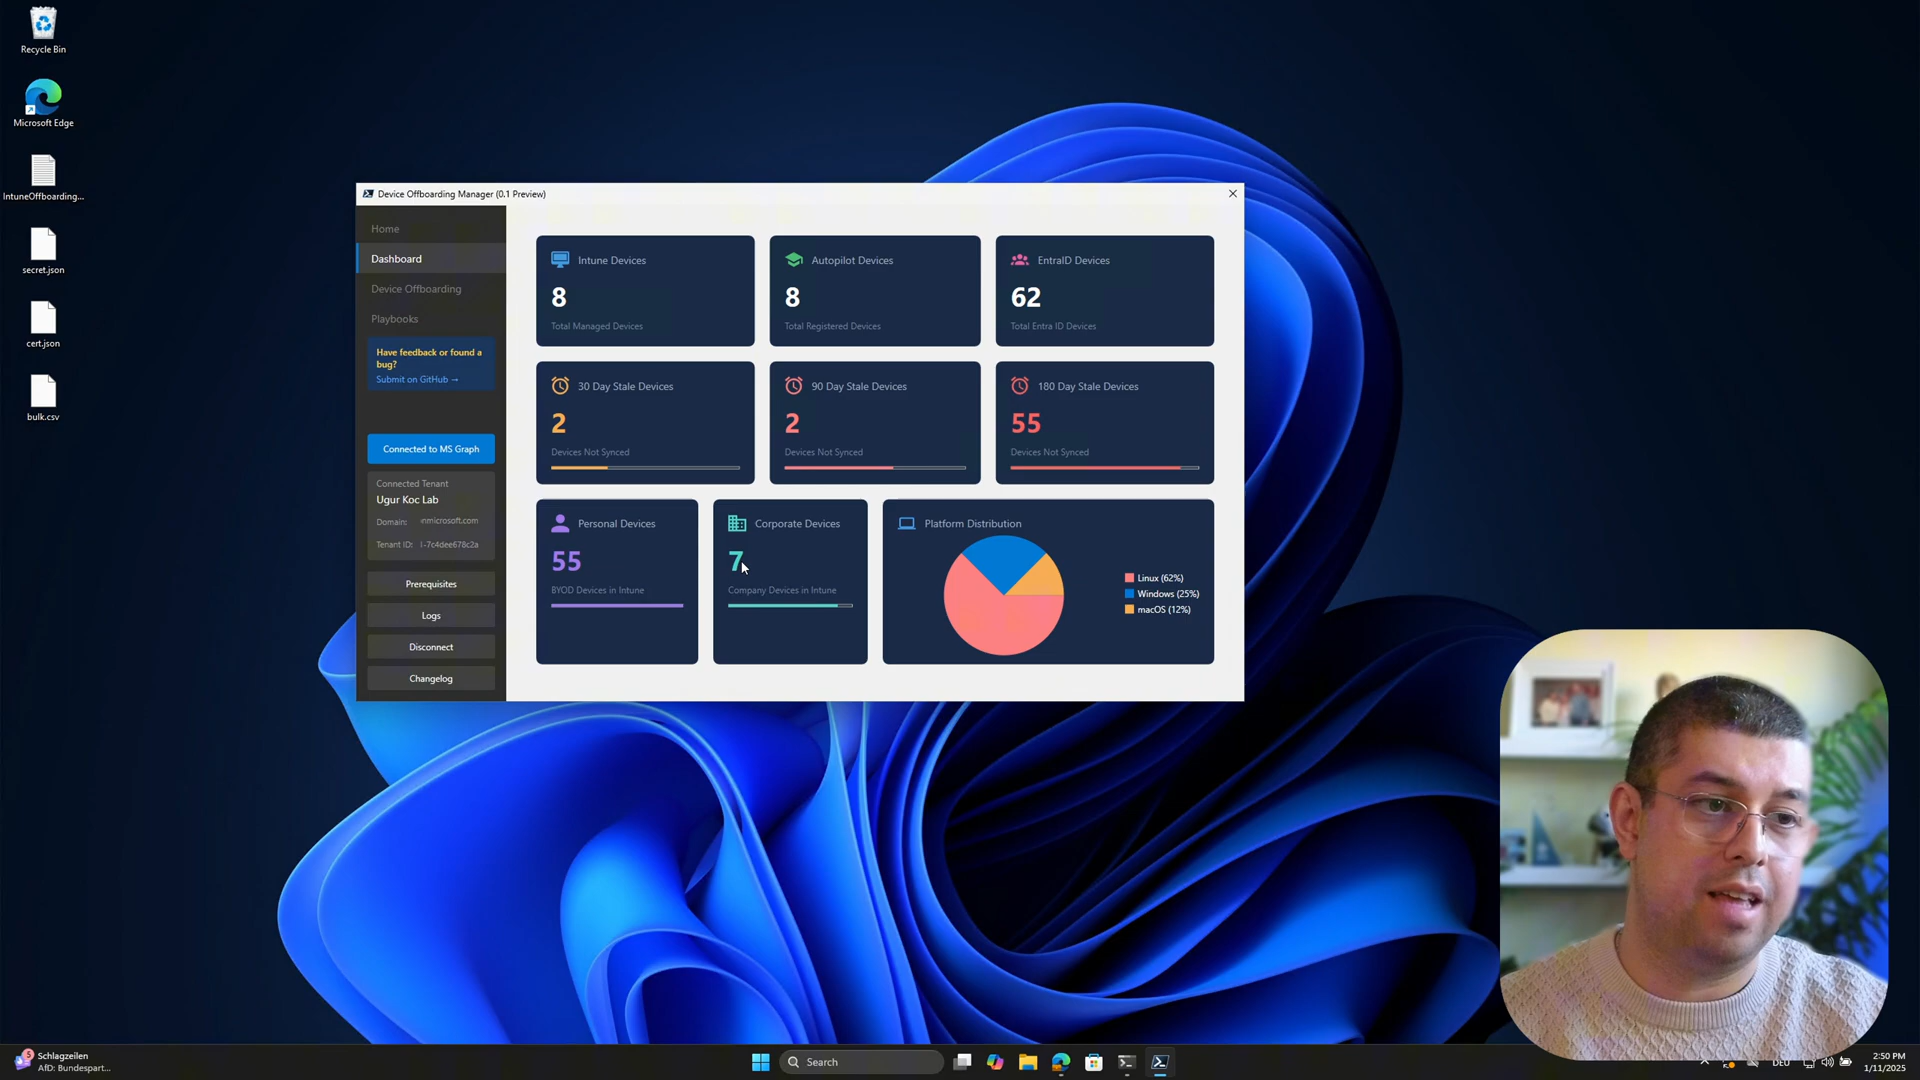 Recycle Bin
Microsoft Edge
IntuneOffboarding...
secret.json
cert.json
bulk.csv
Device Offboarding Manager (0.1 Preview)
Home
Dashboard
Device Offboarding
Playbooks
Have feedback or found a
bug?
Submit on GitHub →
Connected to MS Graph
Connected Tenant
Ugur Koc Lab
Domain: nmicrosoft.com
Tenant ID: l-7c4dee678c2a
Prerequisites
Logs
Disconnect
Changelog
Intune Devices
8
Total Managed Devices
Autopilot Devices
8
Total Registered Devices
EntraID Devices
62
Total Entra ID Devices
30 Day Stale Devices
2
Devices Not Synced
90 Day Stale Devices
2
Devices Not Synced
180 Day Stale Devices
55
Devices Not Synced
Personal Devices
55
BYOD Devices in Intune
Corporate Devices
7
Company Devices in Intune
Platform Distribution
Linux (62%)
Windows (25%)
macOS (12%)
5
Schlagzeilen
AfD: Bundespart...
Search
DEU
2:50 PM
1/11/2025